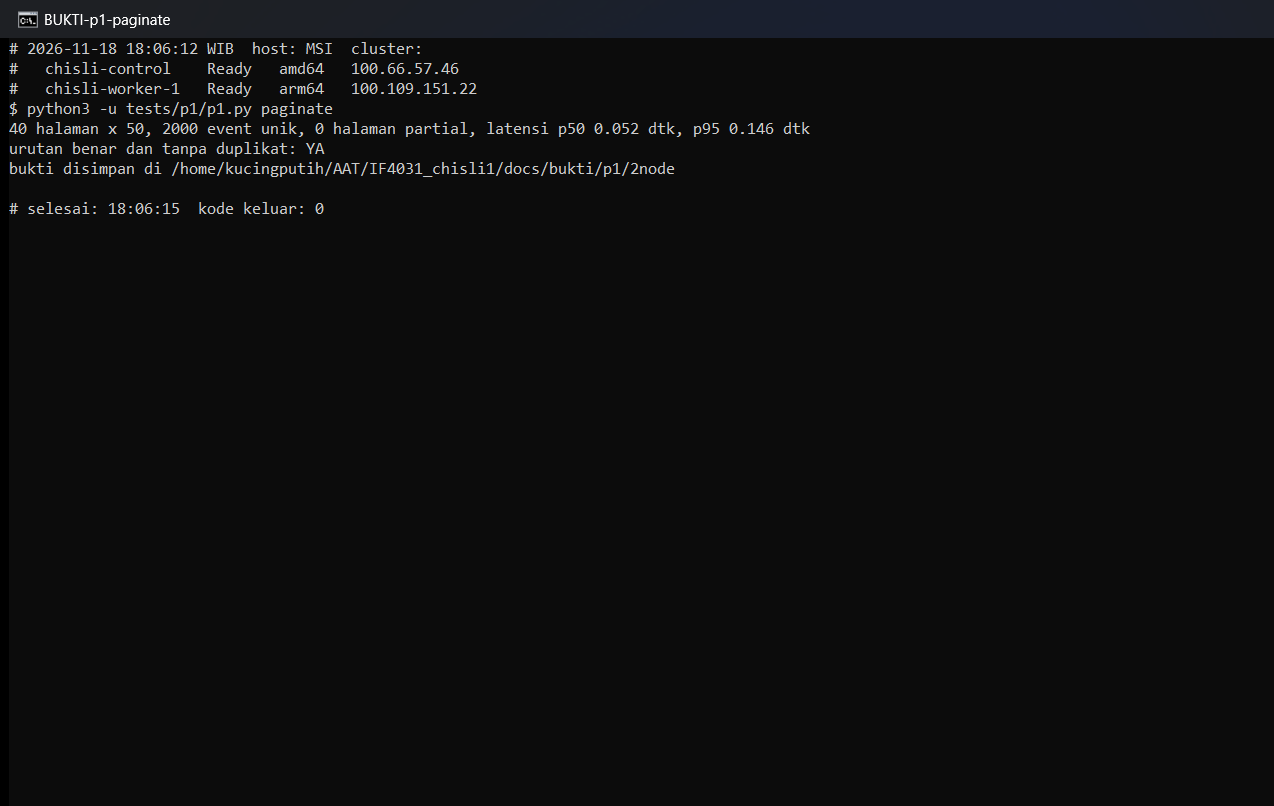 BUKTI-p1-paginate
# 2026-11-18 18:06:12 WIB  host: MSI  cluster:
#   chisli-control    Ready   amd64   100.66.57.46
#   chisli-worker-1   Ready   arm64   100.109.151.22
$ python3 -u tests/p1/p1.py paginate
40 halaman x 50, 2000 event unik, 0 halaman partial, latensi p50 0.052 dtk, p95 0.146 dtk
urutan benar dan tanpa duplikat: YA
bukti disimpan di /home/kucingputih/AAT/IF4031_chisli1/docs/bukti/p1/2node
# selesai: 18:06:15  kode keluar: 0